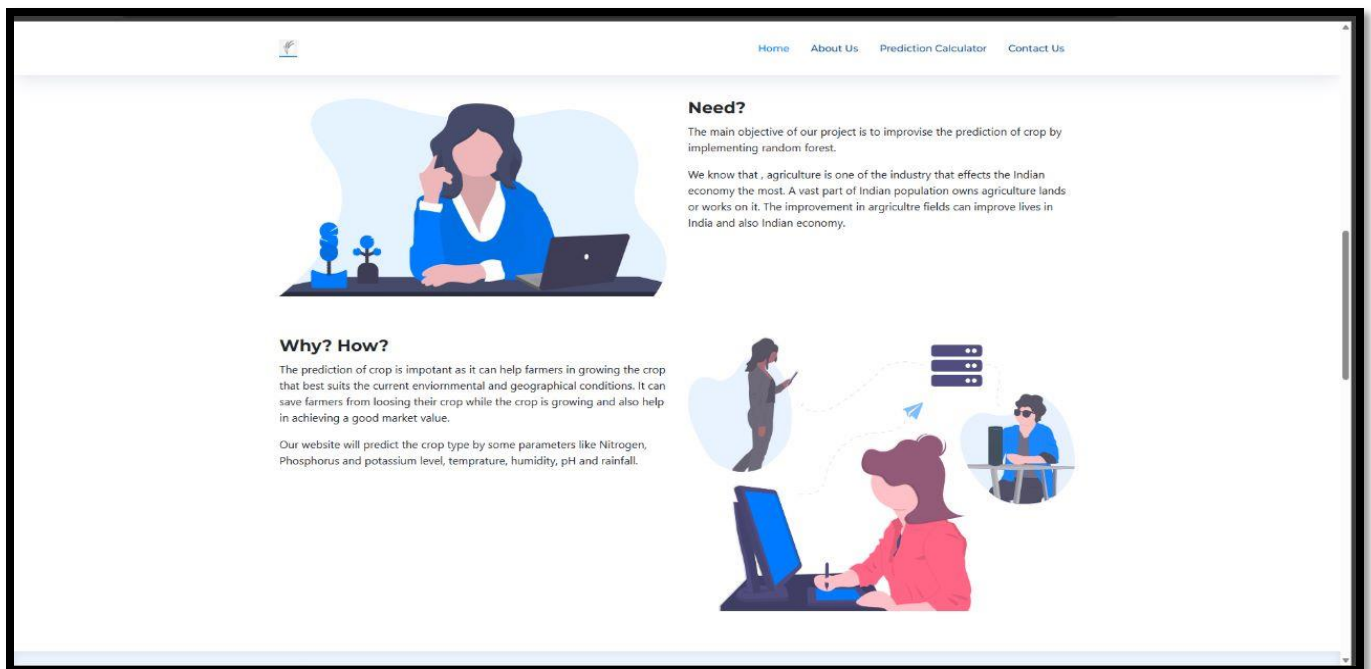 Home About Us Prediction Calculator Contact Us
Need?
The main objective of our project is to improvise the prediction of crop by
implementing random forest.
We know that , agriculture is one of the industry that effects the Indian
economy the most. A vast part of Indian population owns agriculture lands
or works on it. The improvement in argricultre fields can improve lives in
India and also Indian economy.
Why? How?
The prediction of crop is impotant as it can help farmers in growing the crop
that best suits the current enviornmental and geographical conditions. It can
save farmers from loosing their crop while the crop is growing and also help
in achieving a good market value.
Our website will predict the crop type by some parameters like Nitrogen,
Phosphorus and potassium level, temprature, humidity, pH and rainfall.